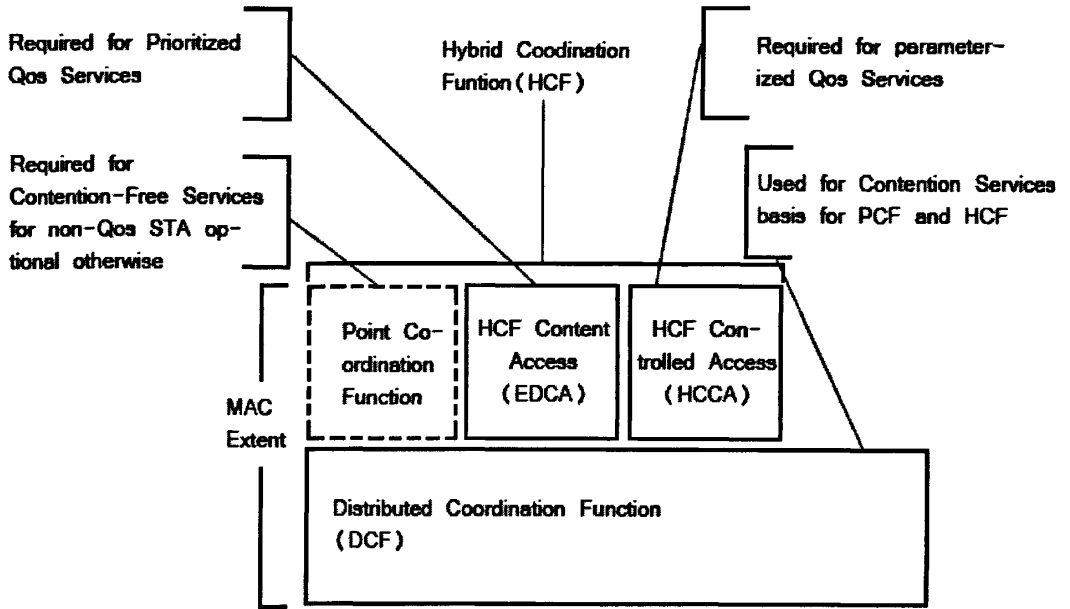 Required for Prioritized
Qos Services
Hybrid Coodination
Funtion(HCF)
Required for parameter-
ized Qos Services
Required for
Contention-Free Services
for non-Qos STA op-
tional otherwise
Used for Contention Services
basis for PCF and HCF
Point Co-
ordination
Function
HCF Content
Access
(EDCA)
HCF Con-
trolled Access
(HCCA)
MAC
Extent
Distributed Coordination Function
(DCF)